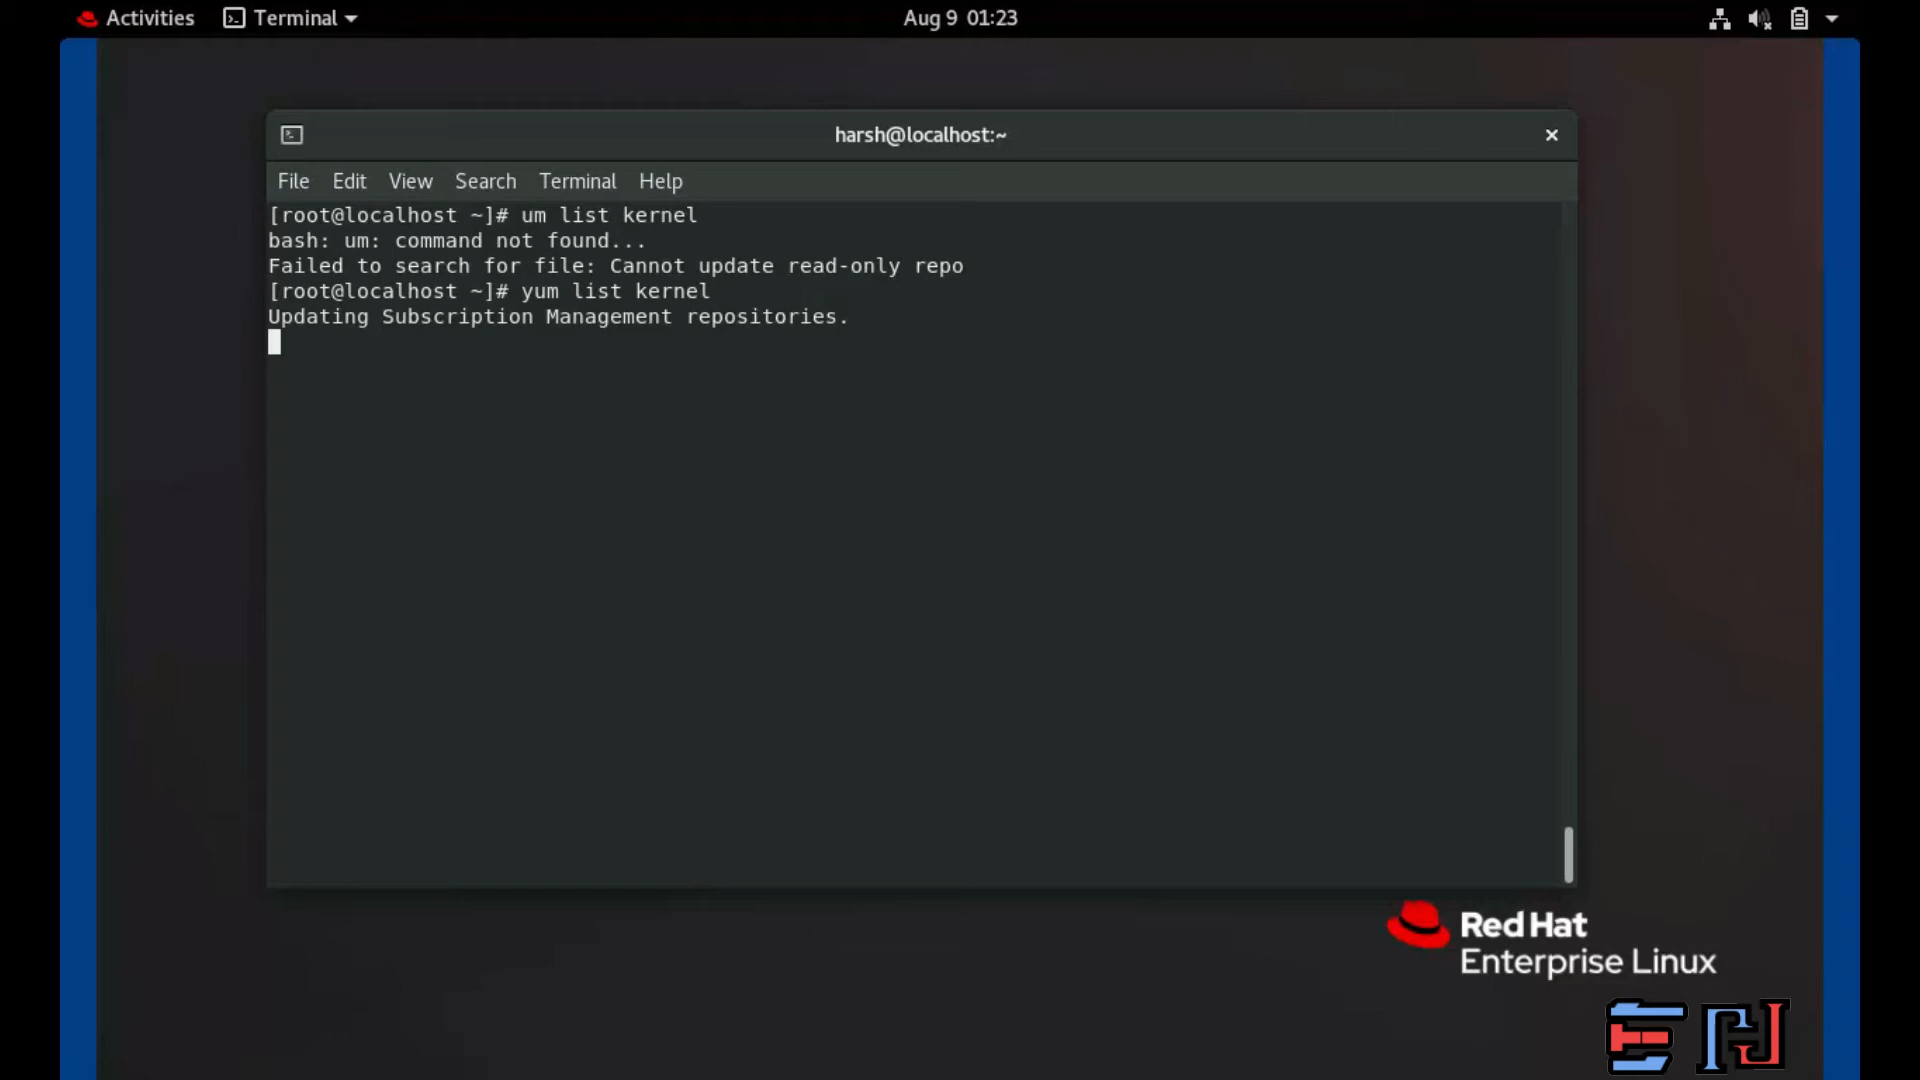 Activities Terminal Aug 9 01:23
harsh@localhost:~
File Edit View Search Terminal Help
[root@localhost ~]# um list kernel
bash: um: command not found...
Failed to search for file: Cannot update read-only repo
[root@localhost ~]# yum list kernel
Updating Subscription Management repositories.
Red Hat
Enterprise Linux